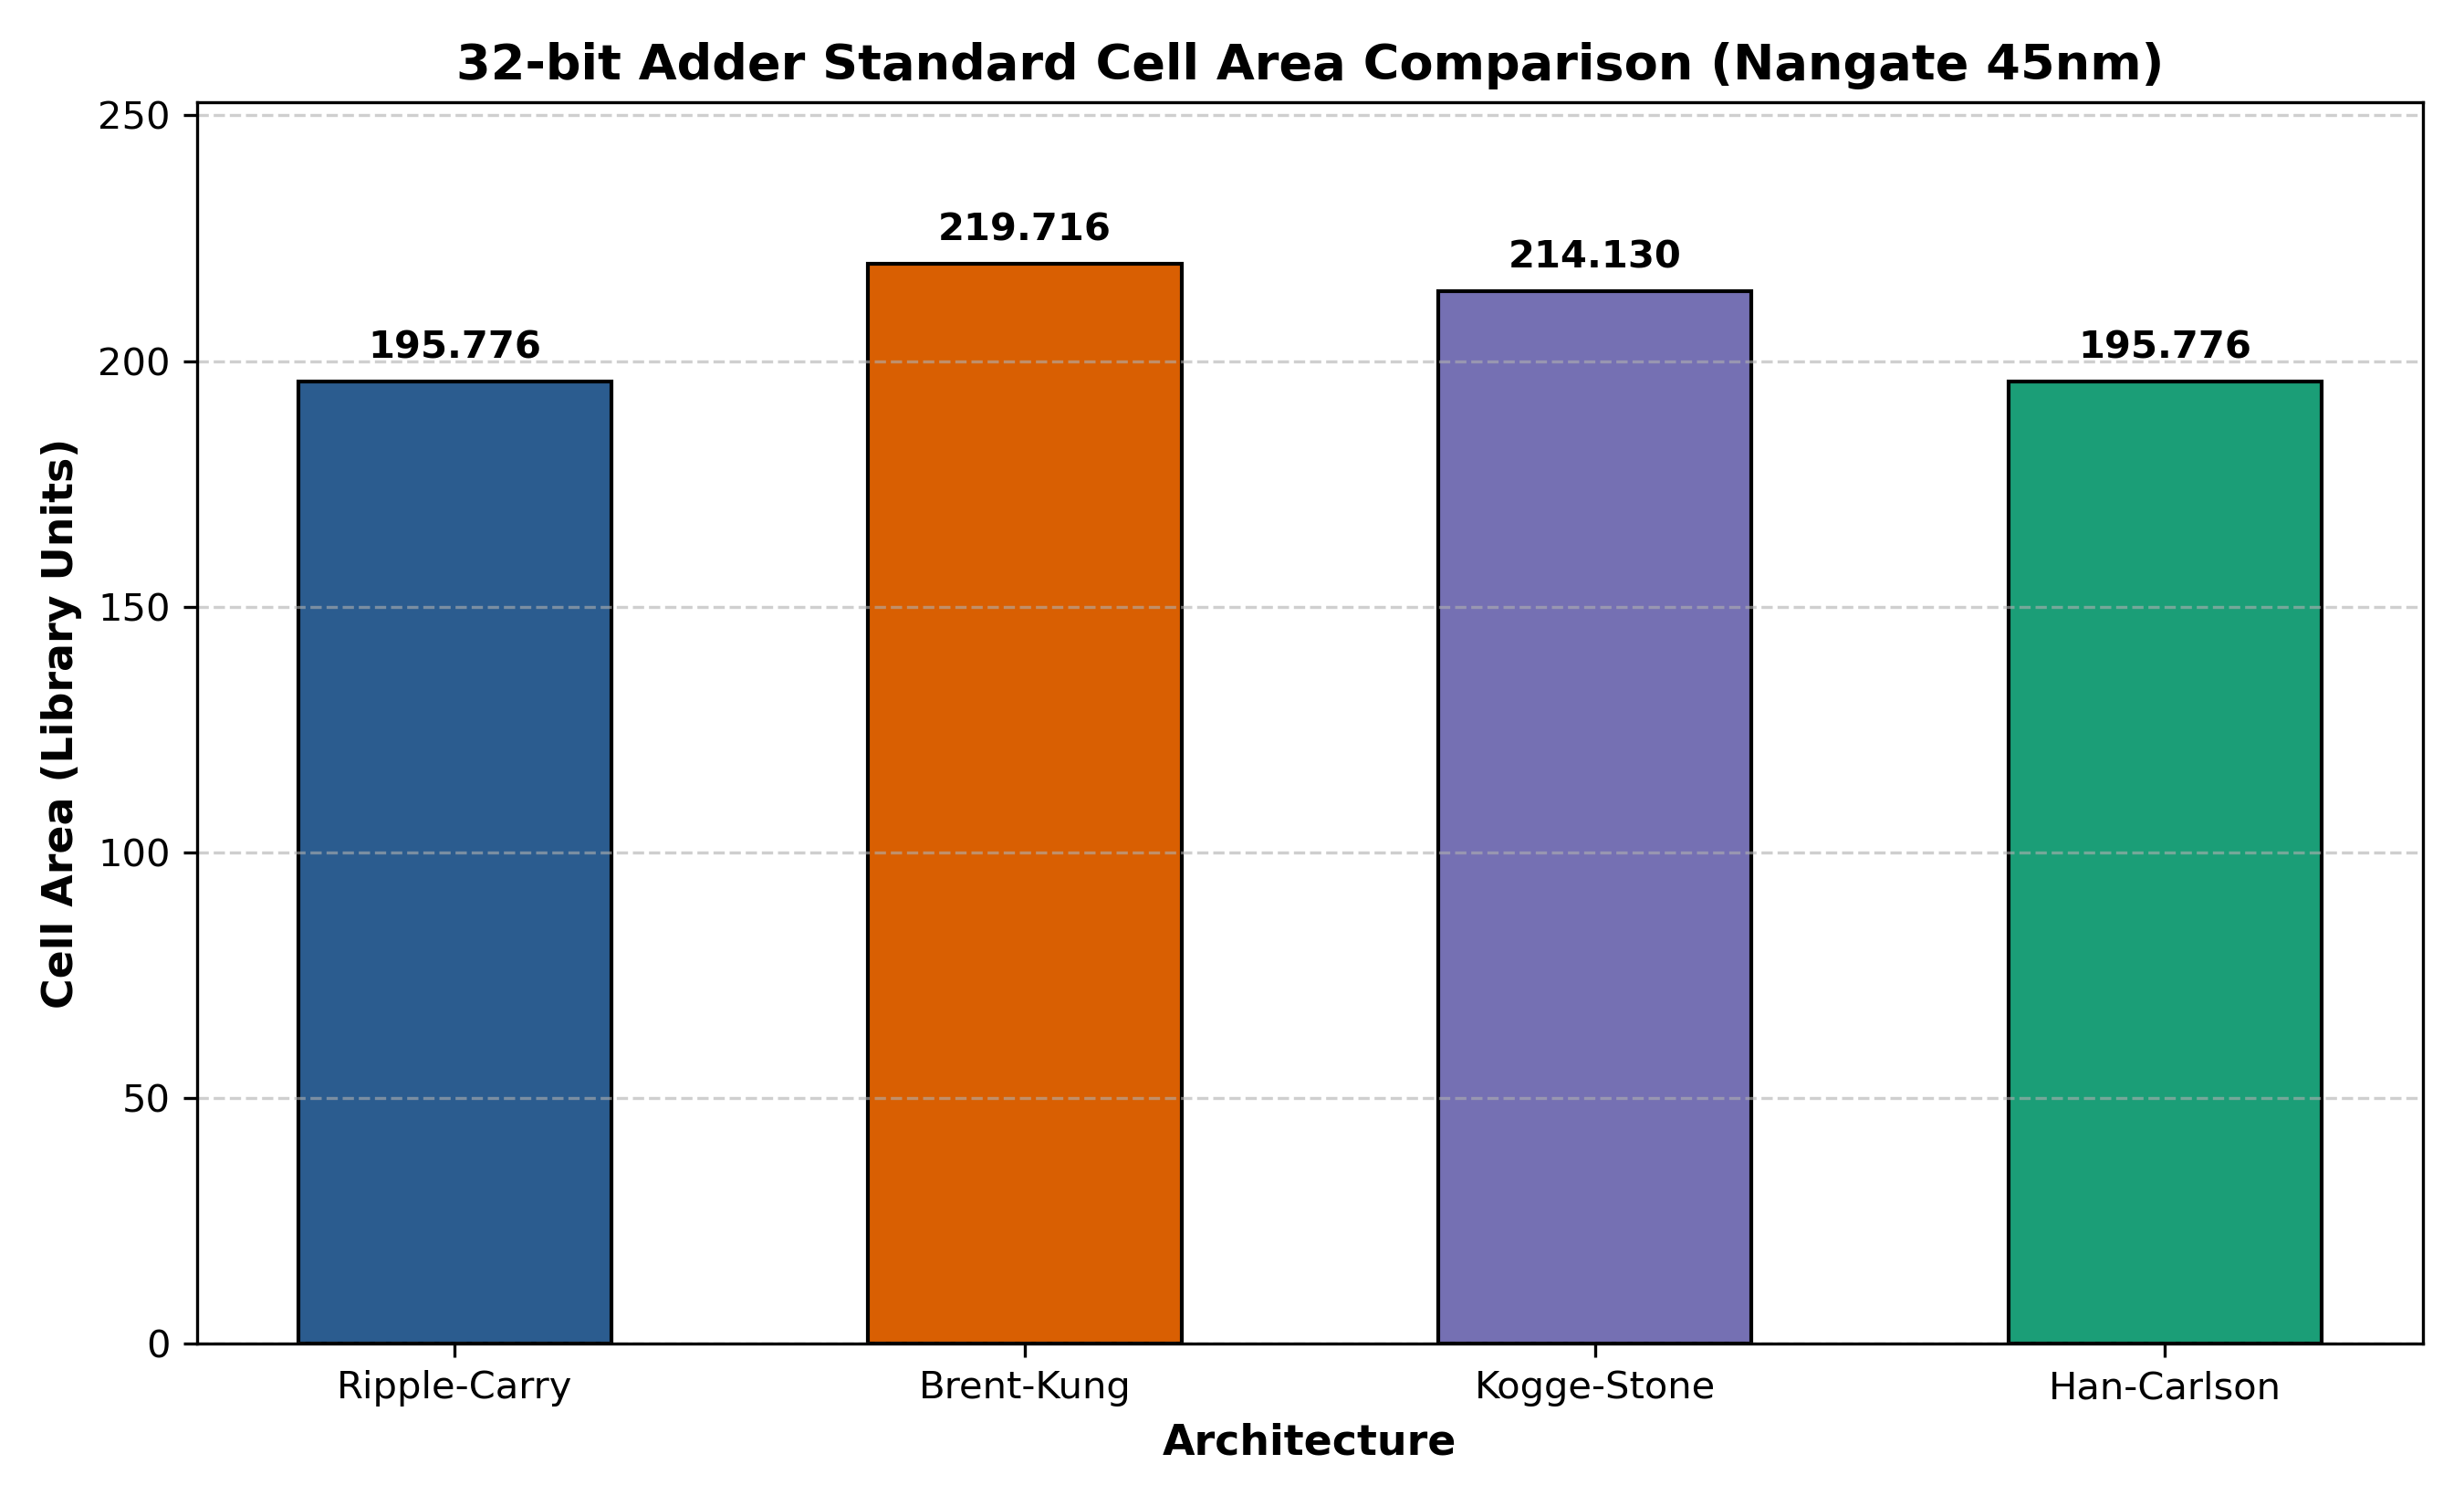 32-bit Adder Standard Cell Area Comparison (Nangate 45nm)
Cell Area (Library Units)
250
200
150
100
50
0
195.776
219.716
214.130
195.776
Ripple-Carry
Brent-Kung
Kogge-Stone
Han-Carlson
Architecture